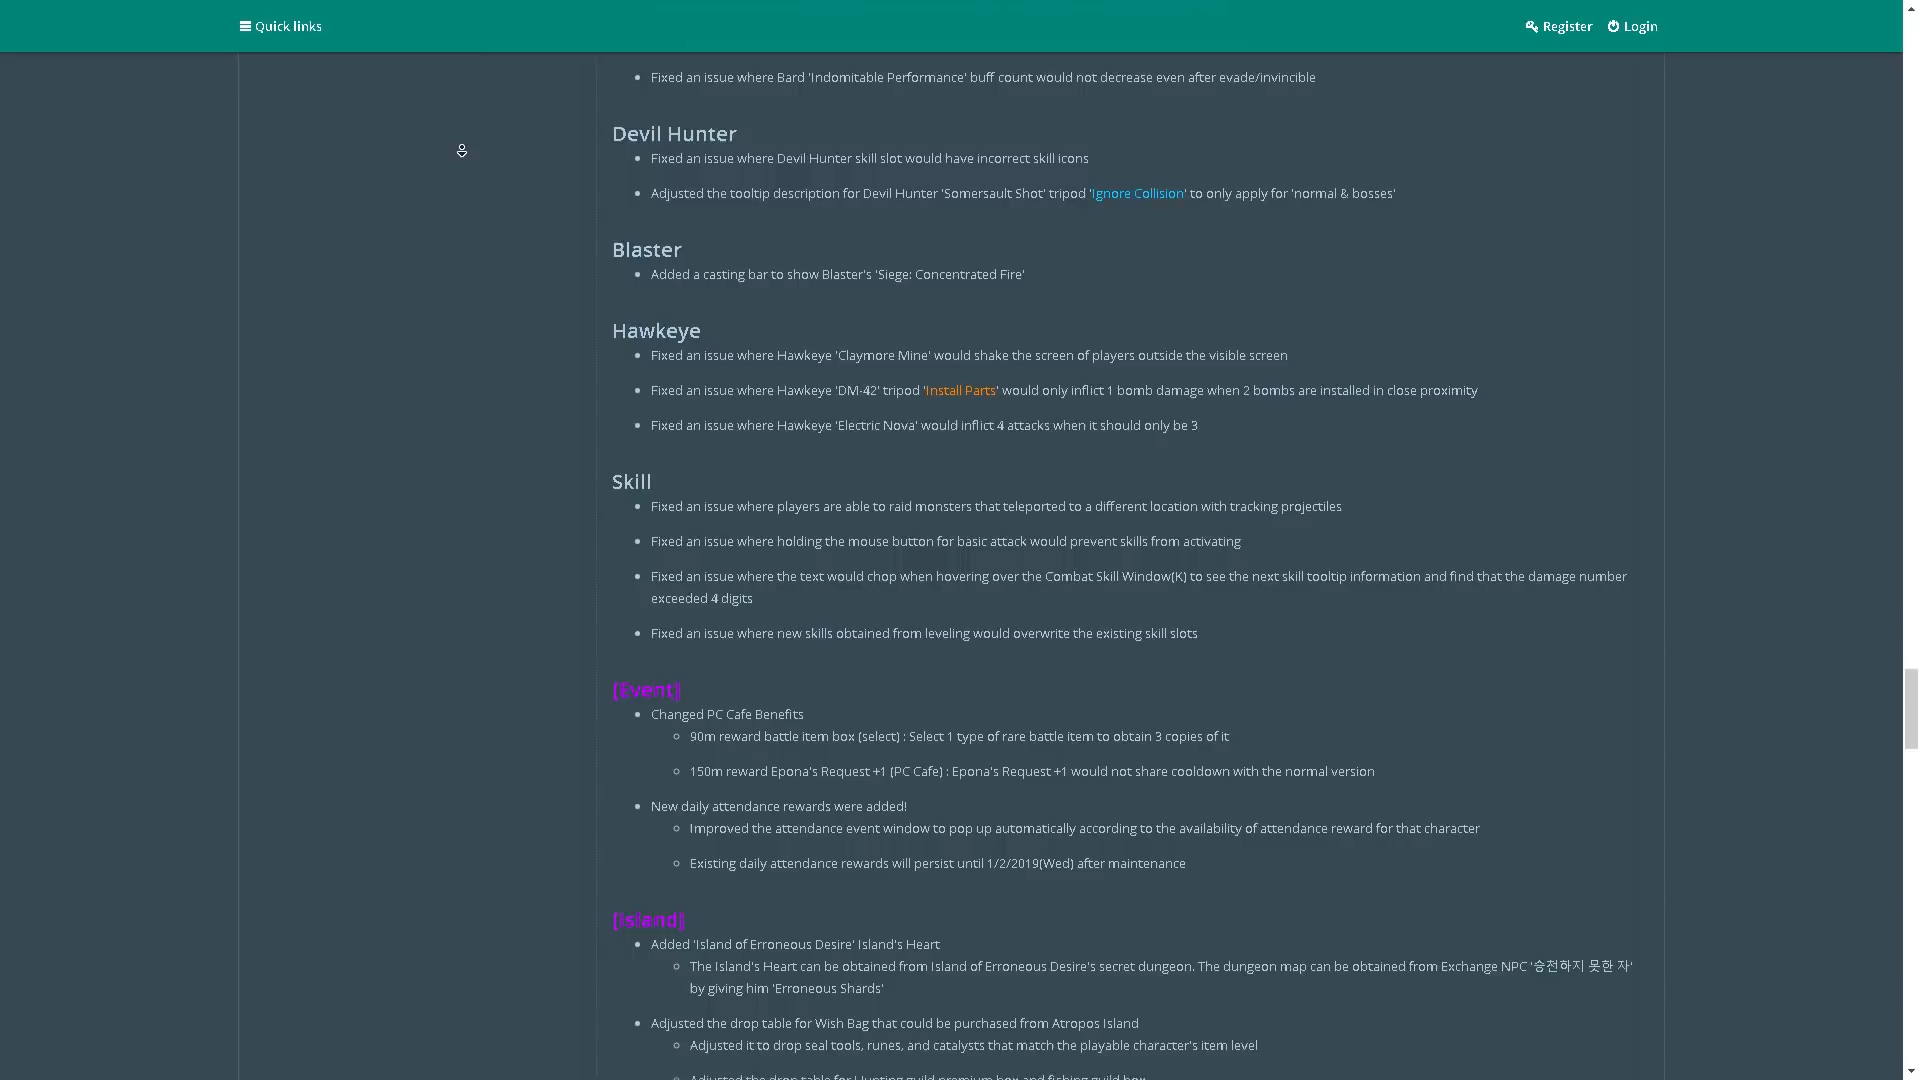 Quick links
Register
Login
Fixed an issue where Bard 'Indomitable Performance' buff count would not decrease even after evade/invincible
Devil Hunter
Fixed an issue where Devil Hunter skill slot would have incorrect skill icons
Adjusted the tooltip description for Devil Hunter 'Somersault Shot' tripod 'Ignore Collision' to only apply for 'normal & bosses'
Blaster
Added a casting bar to show Blaster's 'Siege: Concentrated Fire'
Hawkeye
Fixed an issue where Hawkeye 'Claymore Mine' would shake the screen of players outside the visible screen
Fixed an issue where Hawkeye 'DM-42' tripod 'Install Parts' would only inflict 1 bomb damage when 2 bombs are installed in close proximity
Fixed an issue where Hawkeye 'Electric Nova' would inflict 4 attacks when it should only be 3
Skill
Fixed an issue where players are able to raid monsters that teleported to a different location with tracking projectiles
Fixed an issue where holding the mouse button for basic attack would prevent skills from activating
Fixed an issue where the text would chop when hovering over the Combat Skill Window(K) to see the next skill tooltip information and find that the damage number
exceeded 4 digits
Fixed an issue where new skills obtained from leveling would overwrite the existing skill slots
[Event]
Changed PC Cafe Benefits
90m reward battle item box (select) : Select 1 type of rare battle item to obtain 3 copies of it
150m reward Epona's Request +1 (PC Cafe) : Epona's Request +1 would not share cooldown with the normal version
New daily attendance rewards were added!
Improved the attendance event window to pop up automatically according to the availability of attendance reward for that character
Existing daily attendance rewards will persist until 1/2/2019(Wed) after maintenance
[Island]
Added 'Island of Erroneous Desire' Island's Heart
The Island's Heart can be obtained from Island of Erroneous Desire's secret dungeon. The dungeon map can be obtained from Exchange NPC '승천하지 못한 자'
by giving him 'Erroneous Shards'
Adjusted the drop table for Wish Bag that could be purchased from Atropos Island
Adjusted it to drop seal tools, runes, and catalysts that match the playable character's item level
Adjusted the drop table for Hunting guild premium box and fishing guild box